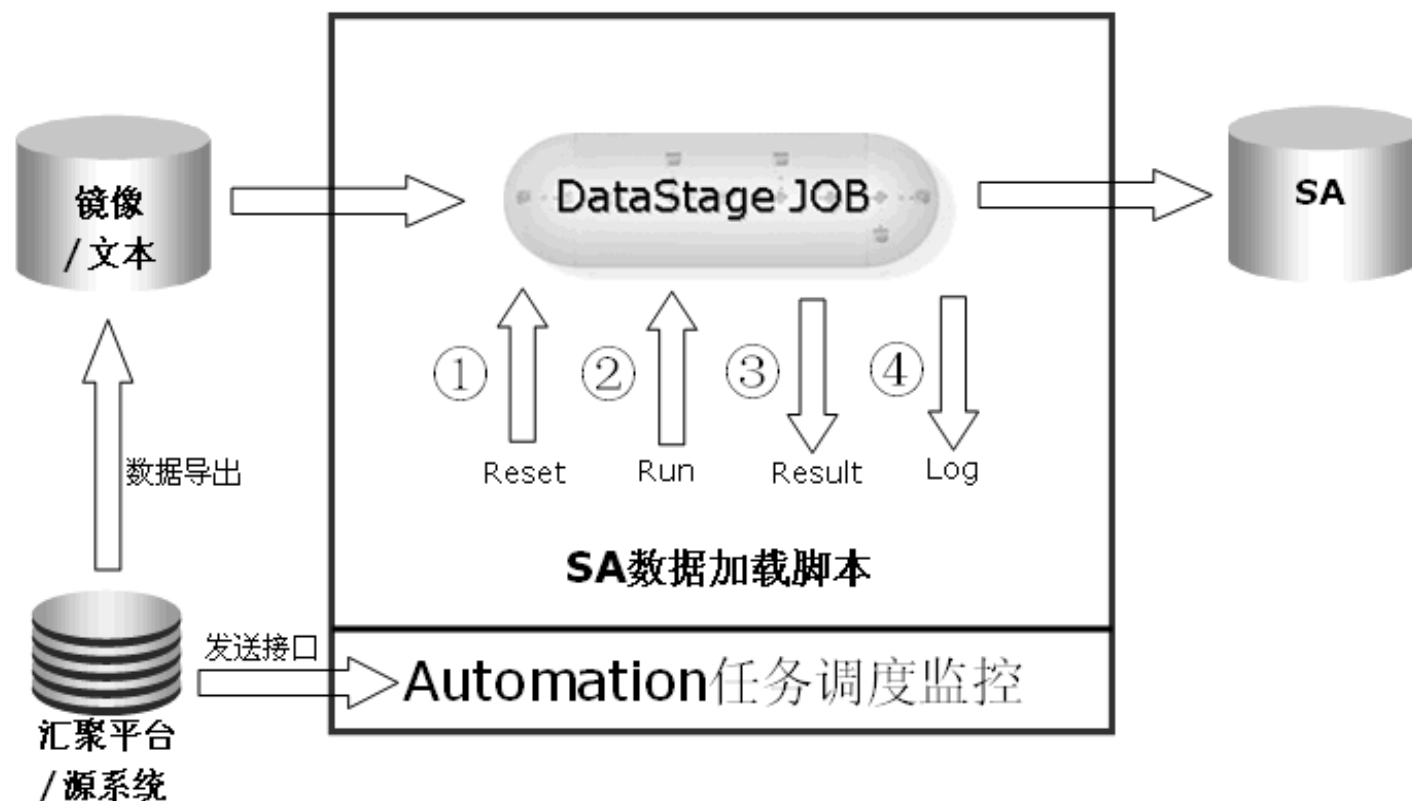 镜像
/文本
DataStage JOB
SA
① ② ③ ④
Reset Run Result Log
数据导出
SA数据加载脚本
发送接口
Automation任务调度监控
汇聚平台
/源系统